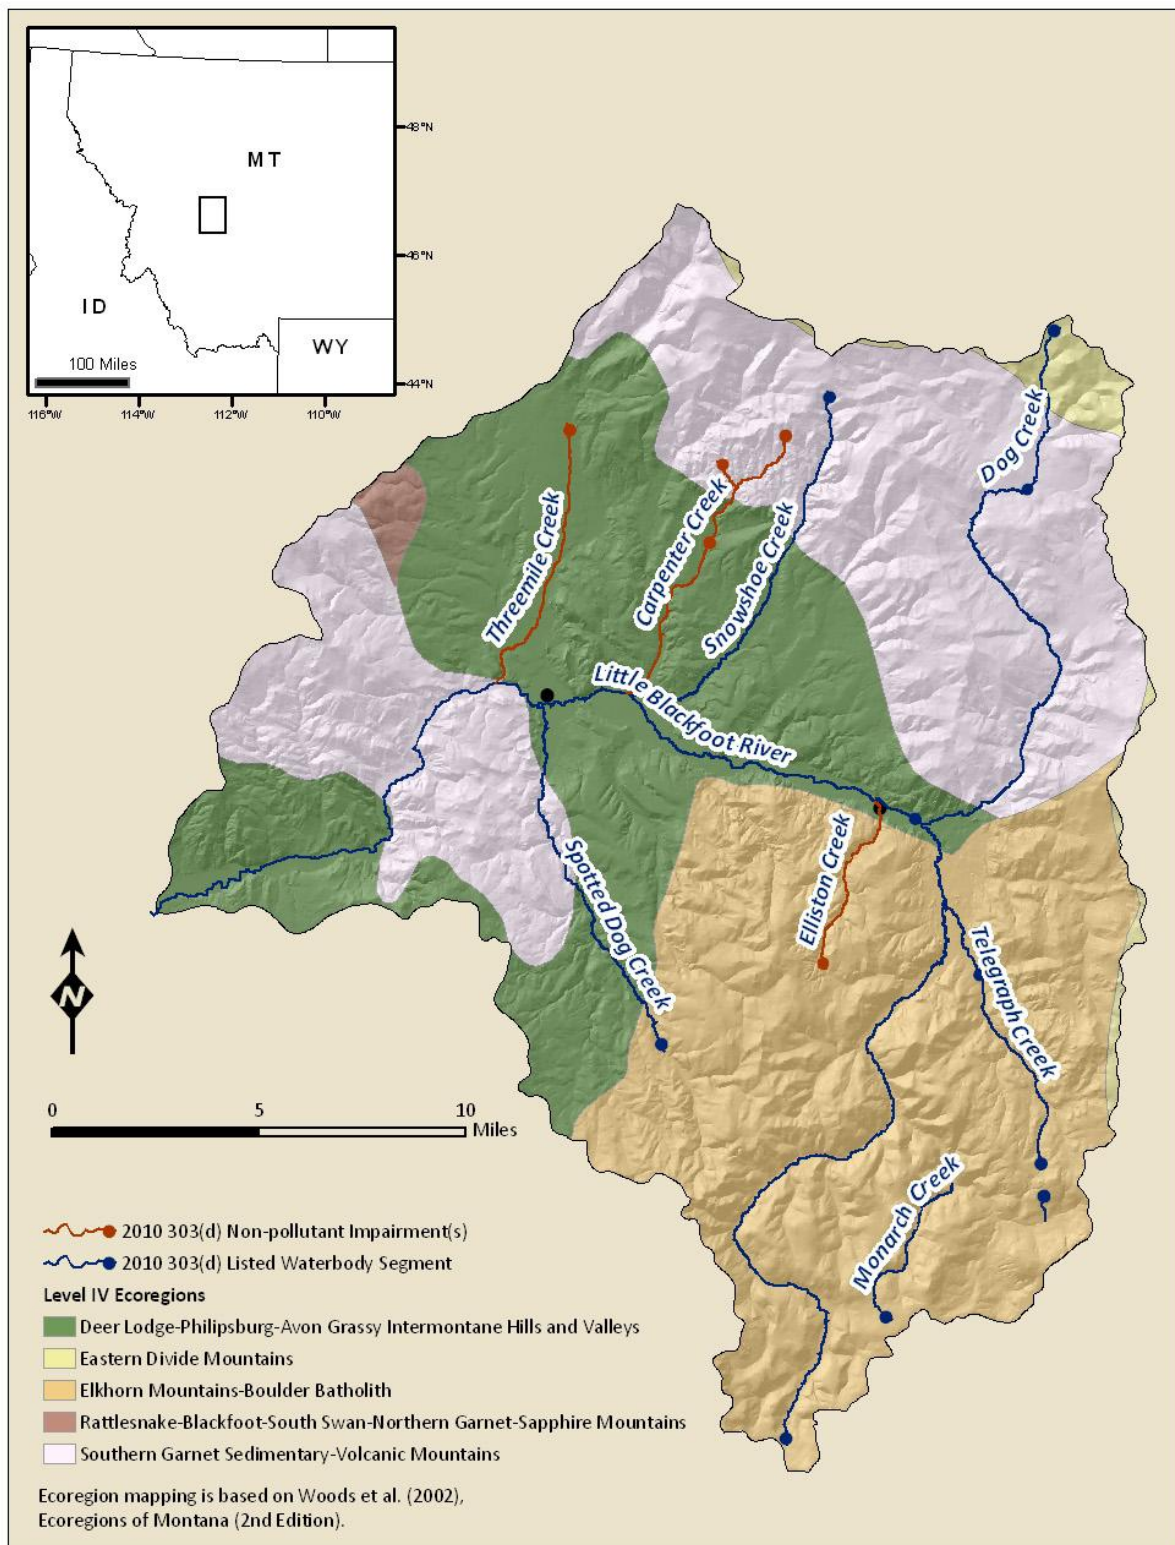 MT
48°N
46°N
ID
WY
100 Miles
44°N
116°W
114°W
112°W
110°W
Dog Creek
Threemile Creek
Carpenter Creek
Snowshoe Creek
Little Blackfoot River
Elliston Creek
Spotted Dog Creek
Telegraph Creek
Monarch Creek
N
0
5
10
Miles
2010 303(d) Non-pollutant Impairment(s)
2010 303(d) Listed Waterbody Segment
Level IV Ecoregions
Deer Lodge-Philipsburg-Avon Grassy Intermontane Hills and Valleys
Eastern Divide Mountains
Elkhorn Mountains-Boulder Batholith
Rattlesnake-Blackfoot-South Swan-Northern Garnet-Sapphire Mountains
Southern Garnet Sedimentary-Volcanic Mountains
Ecoregion mapping is based on Woods et al. (2002),
Ecoregions of Montana (2nd Edition).